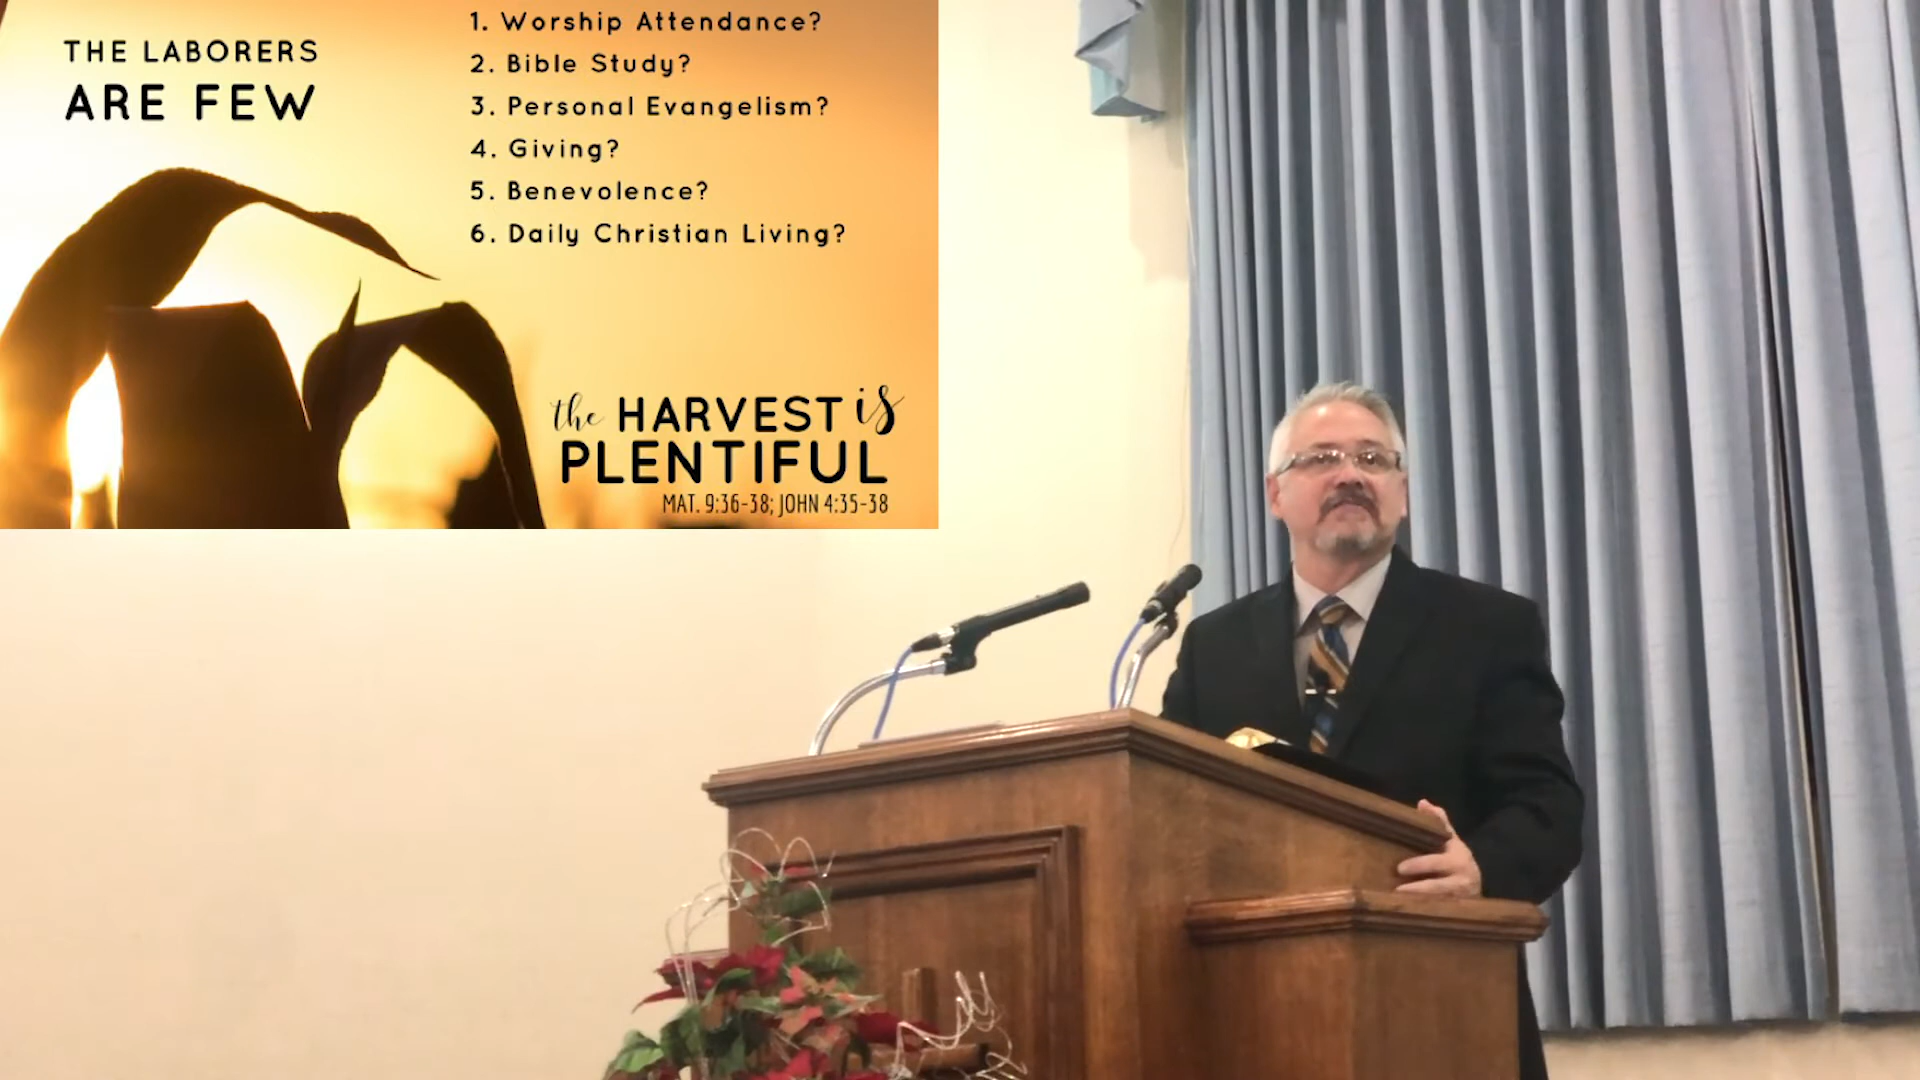 THE LABORERS
ARE FEW
1. Worship Attendance?
2. Bible Study?
3. Personal Evangelism?
4. Giving?
5. Benevolence?
6. Daily Christian Living?
the HARVEST is
PLENTIFUL
MAT. 9:36-38; JOHN 4:35-38